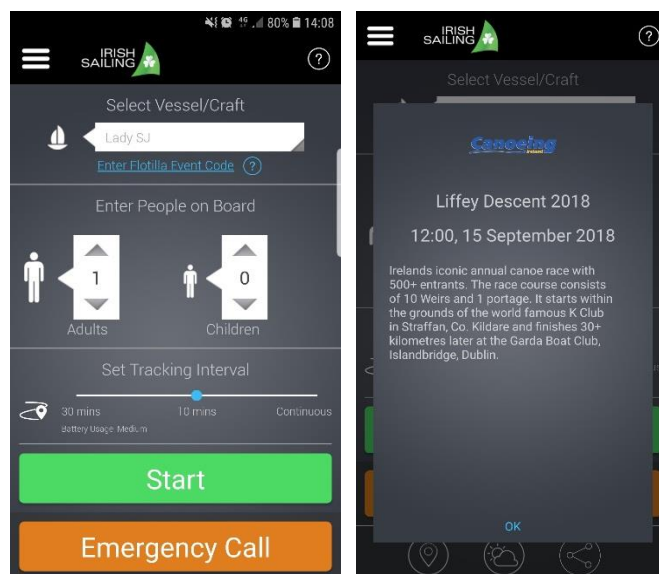 4G 80% 14:08
IRISH
SAILING
?
Select Vessel/Craft
Lady SJ
Enter Flotilla Event Code ?
Enter People on Board
1
0
Adults
Children
Set Tracking Interval
30 mins
10 mins
Continuous
Battery Usage: Medium
Start
Emergency Call
IRISH
SAILING
?
Select Vessel/Craft
Canoeing
Ireland
Liffey Descent 2018
12:00, 15 September 2018
Irelands iconic annual canoe race with
500+ entrants. The race course consists
of 10 Weirs and 1 portage. It starts within
the grounds of the world famous K Club
in Straffan, Co. Kildare and finishes 30+
kilometres later at the Garda Boat Club,
Islandbridge, Dublin.
OK